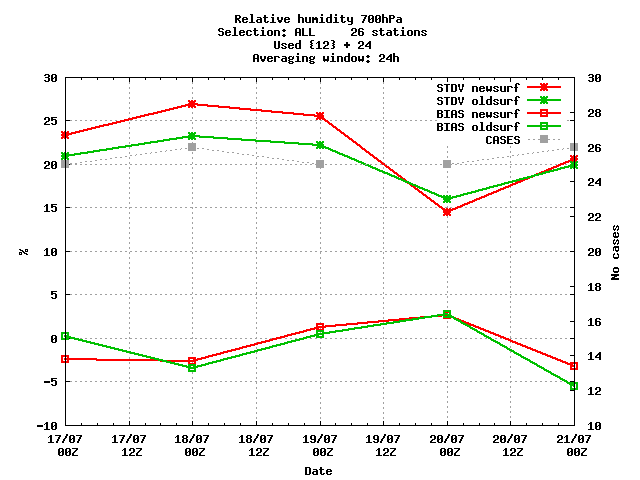 Relative humidity 700hPa
Selection: ALL     26 stations
Used {12} + 24
Averaging window: 24h
STDV newsurf
STDV oldsurf
BIAS newsurf
BIAS oldsurf
CASES
30
25
20
15
10
5
0
-5
-10
%
30
28
26
24
22
20
18
16
14
12
10
No cases
17/07 17/07 18/07 18/07 19/07 19/07 20/07 20/07 21/07
00Z 12Z 00Z 12Z 00Z 12Z 00Z 12Z 00Z
Date